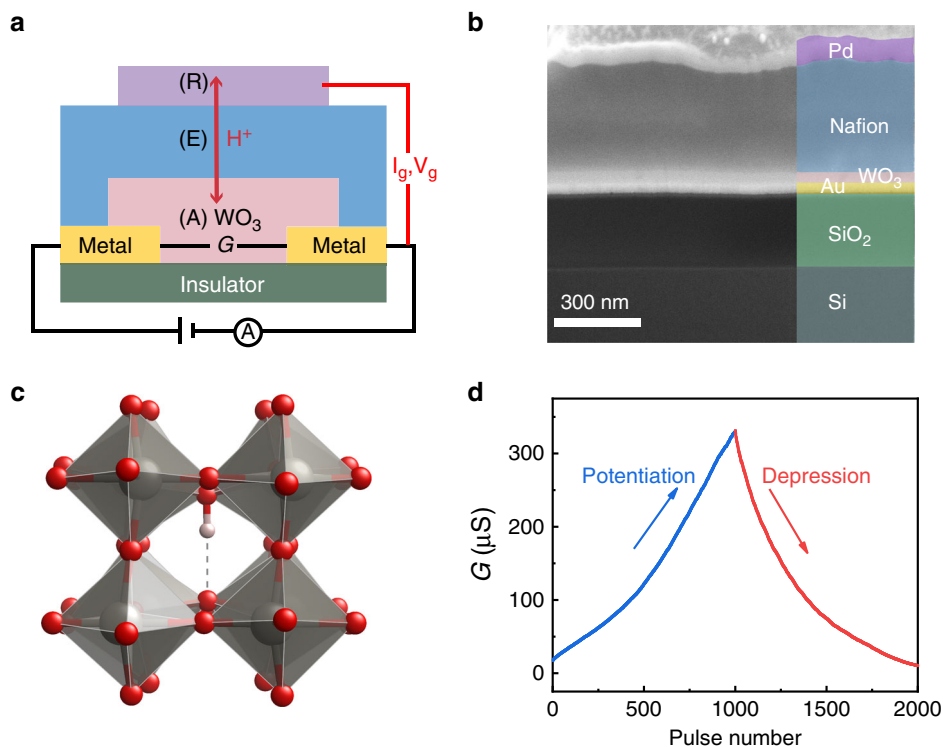 a
(R)
(E) H⁺
I_g,V_g
(A) WO₃
Metal G Metal
Insulator
A
b
Pd
Nafion
WO₃
Au
SiO₂
Si
300 nm
c
d
G (μS)
300
200
100
0
Potentiation
Depression
0 500 1000 1500 2000
Pulse number